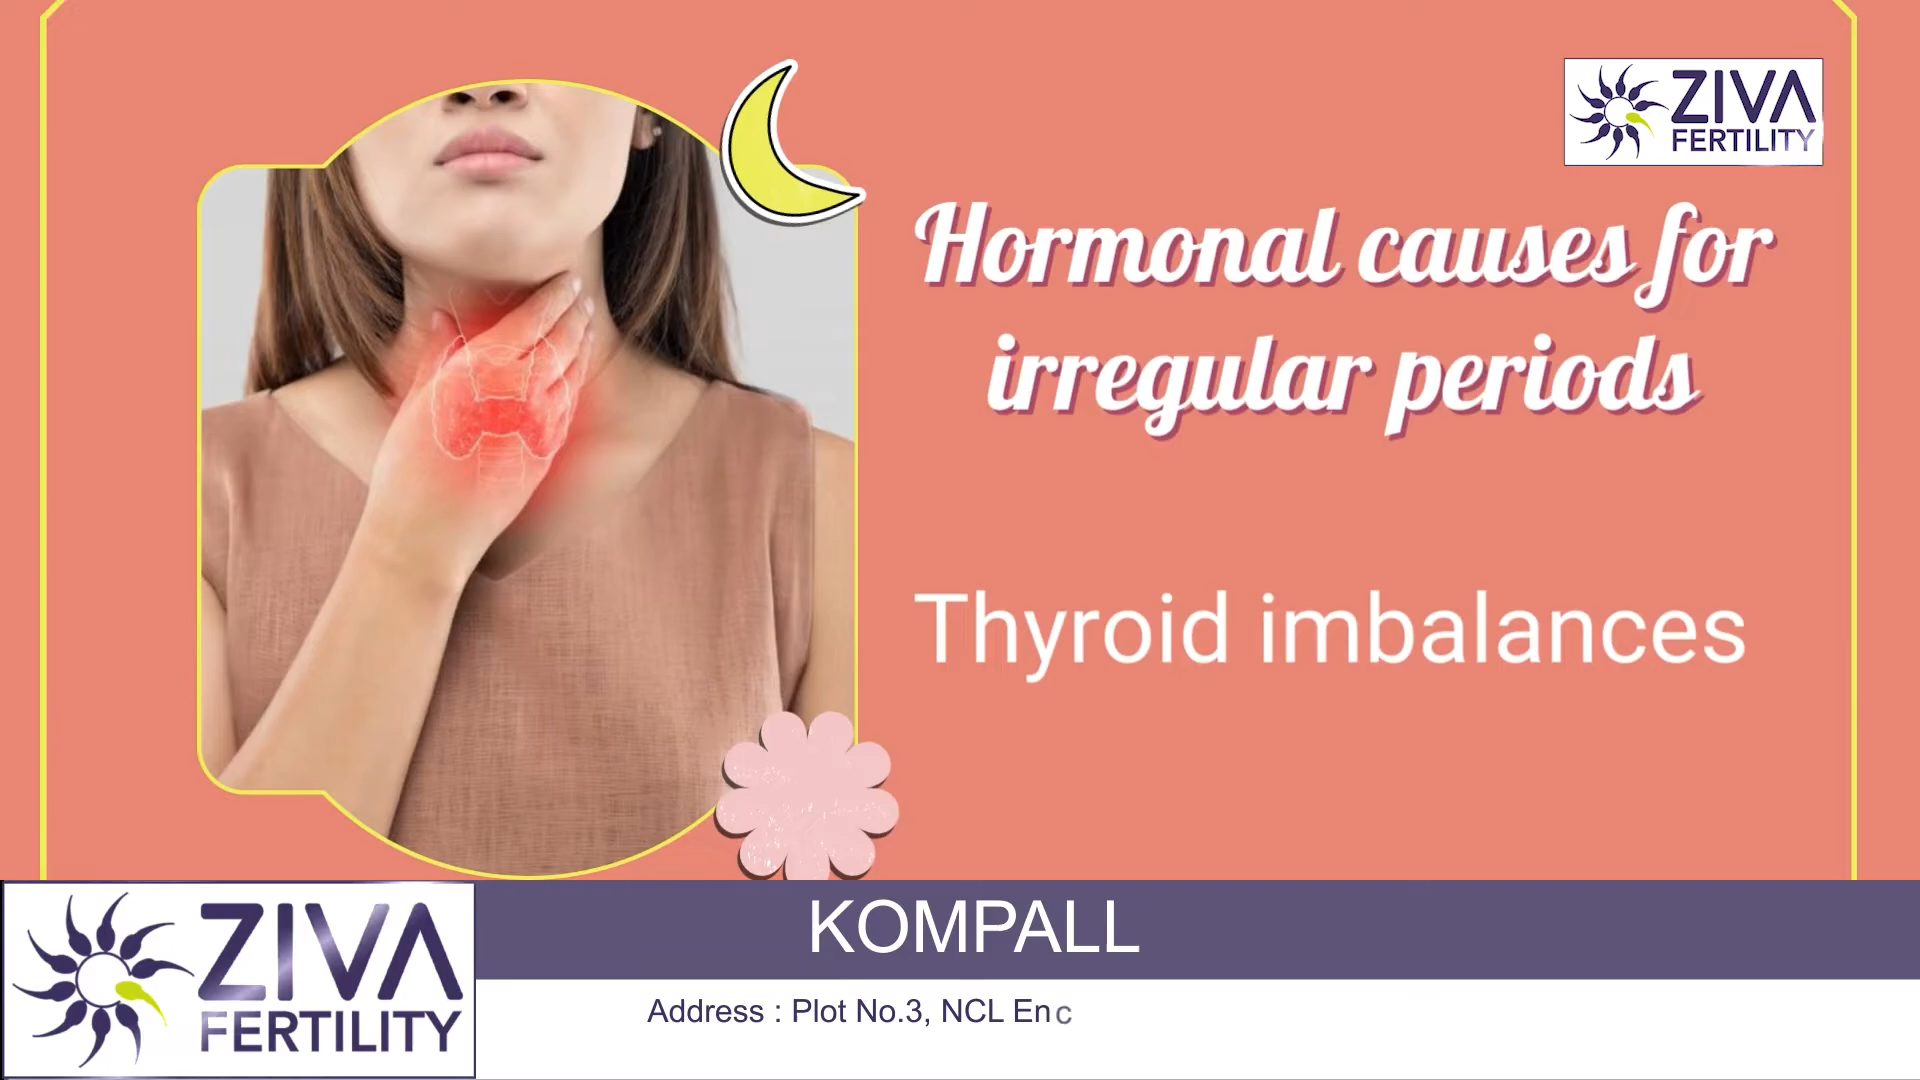 ZIVA
FERTILITY
Hormonal causes for
irregular periods
Thyroid imbalances
ZIVA
FERTILITY
KOMPALL
Address : Plot No.3, NCL Enc